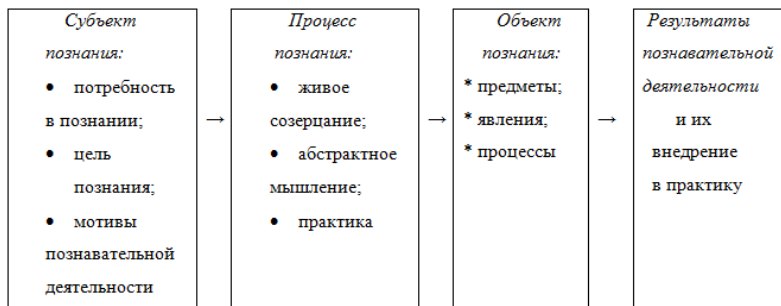 Субъект
познания:
• потребность
в познании;
• цель
познания;
• мотивы
познавательной
деятельности
→
Процесс
познания:
• живое
созерцание;
• абстрактное
мышление;
• практика
→
Объект
познания:
* предметы;
* явления;
* процессы
→
Результаты
познавательной
деятельности
и их
внедрение
в практику